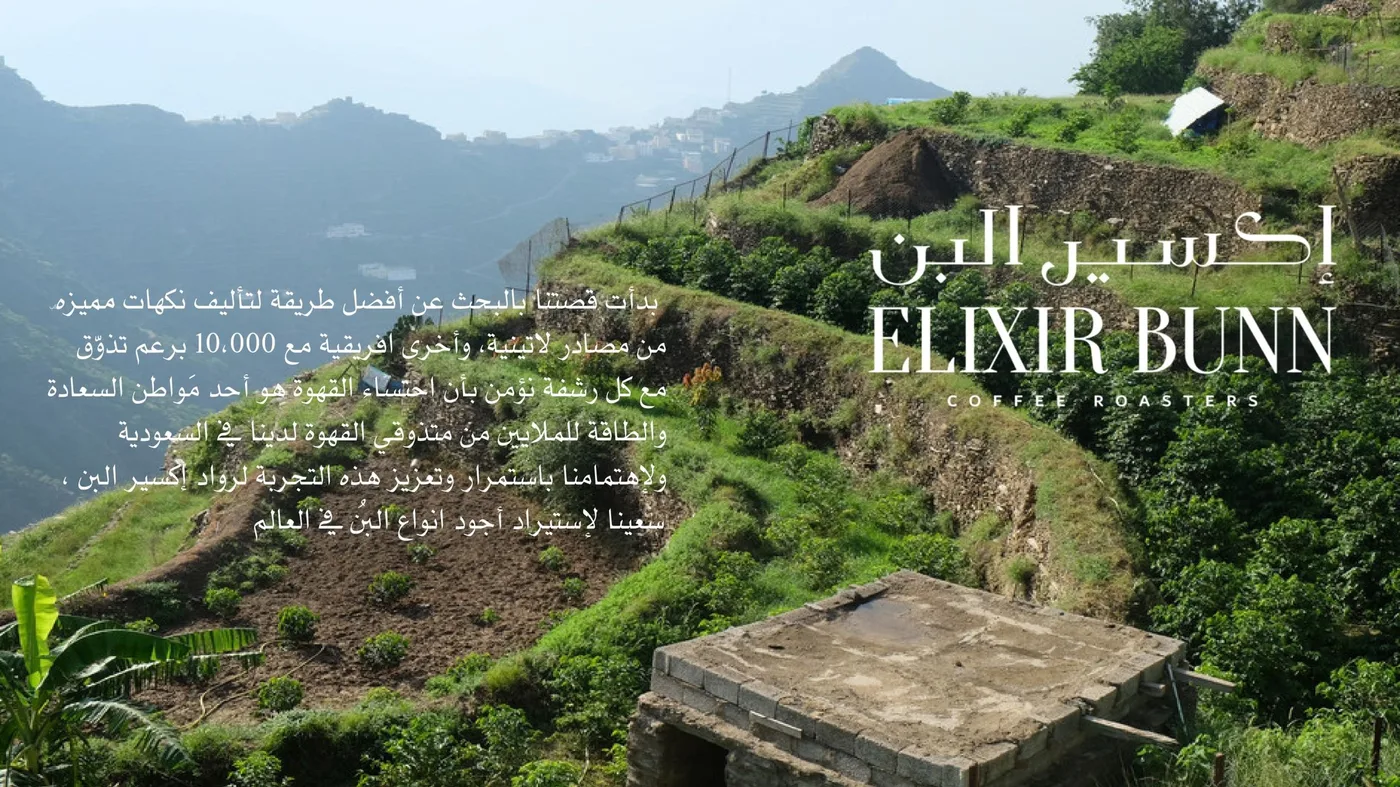 إكسير البن
ELIXIR BUNN
COFFEE ROASTERS
بدأت قصتنا بالبحث عن أفضل طريقة لتأليف نكهات مميزه
من مصادر لاتينية، وأخرى افريقية مع 10،000 برعم تذوّق
مع كل رشفة نؤمن بأن احتساء القهوة هو أحد مَواطن السعادة
والطاقة للملايين من متذوقي القهوة لدينا في السعودية
ولإهتمامنا باستمرار وتعزيز هذه التجربة لرواد إكسير البن ،
سعينا لإستيراد أجود انواع البنُ في العالم